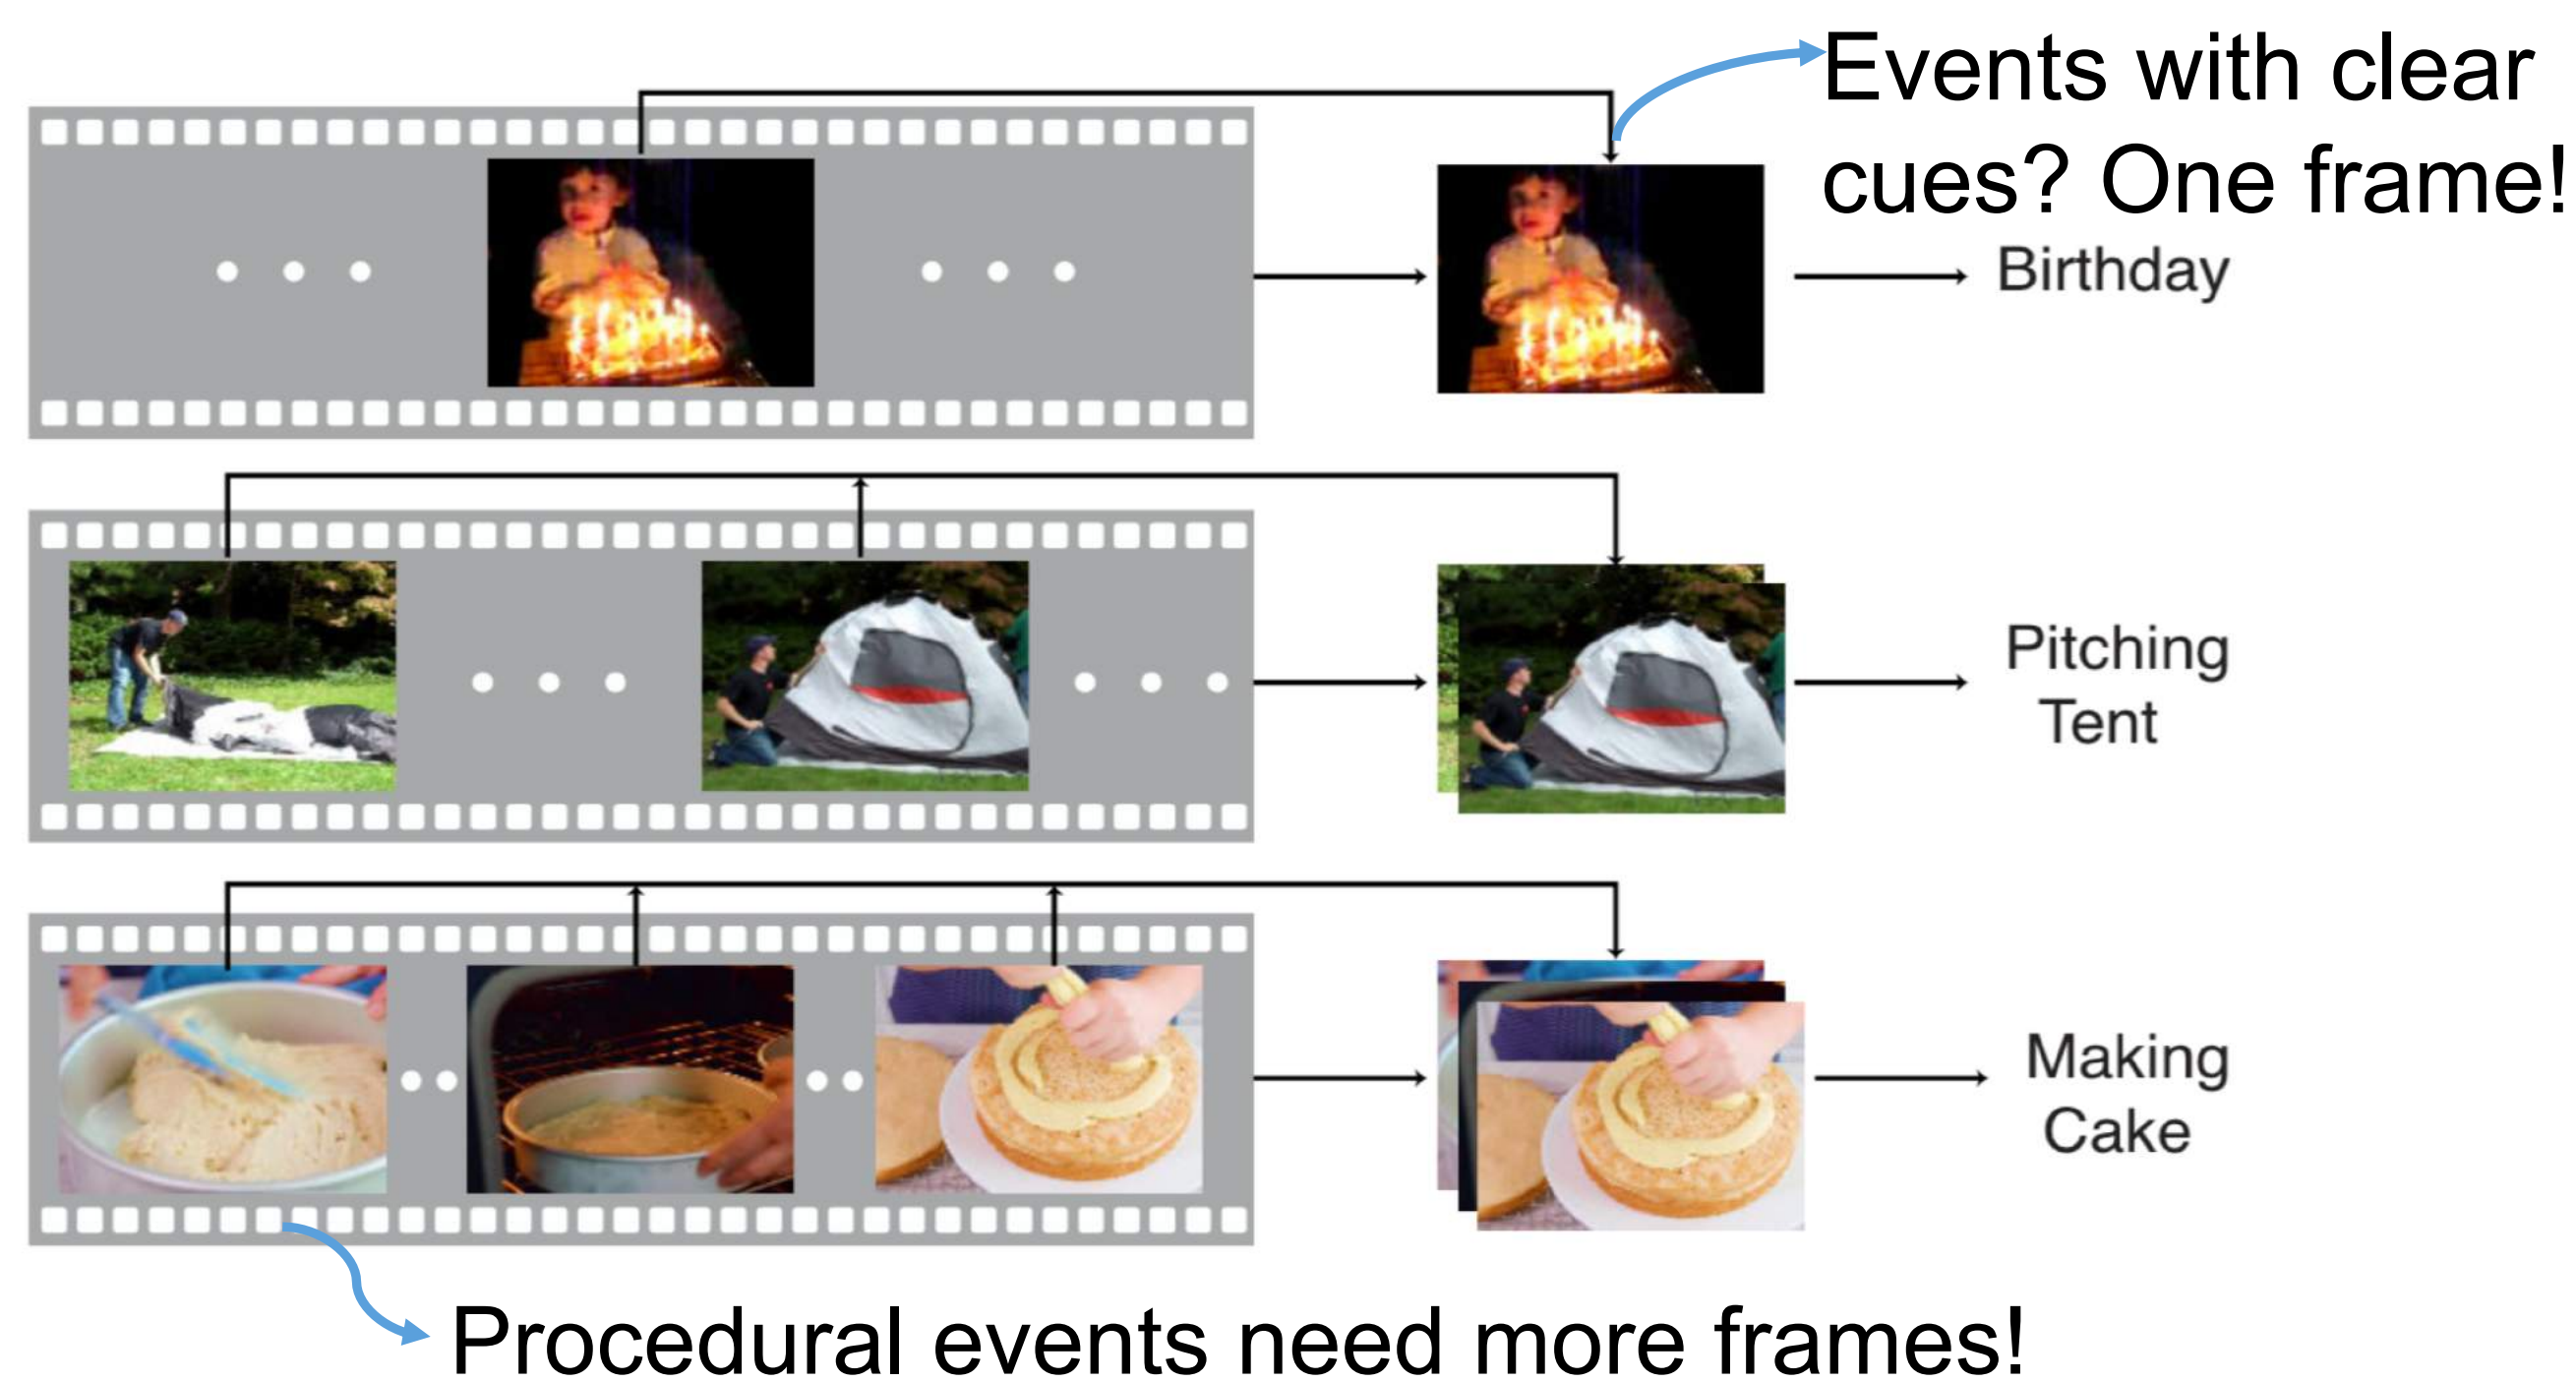 Events with clear
cues? One frame!
Birthday
Pitching
Tent
Making
Cake
Procedural events need more frames!